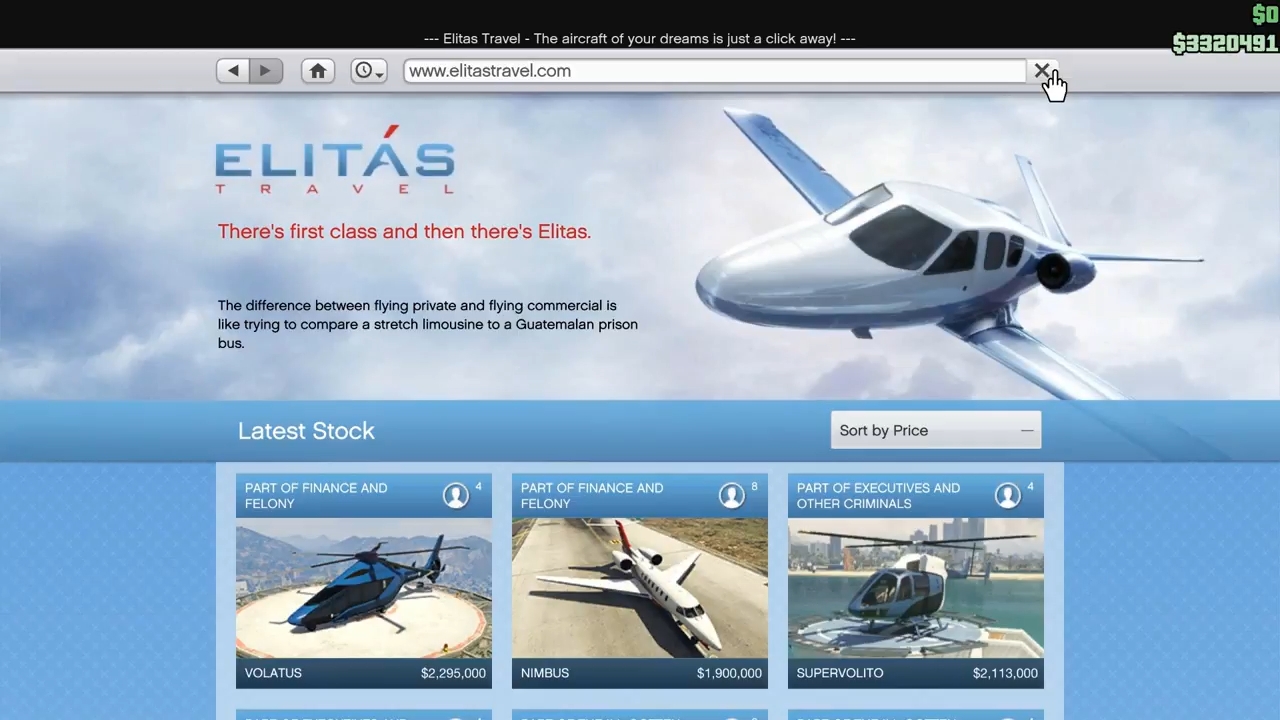 $0
--- Elitas Travel - The aircraft of your dreams is just a click away! ---
$3320491
www.elitastravel.com
ELITÁS
TRAVEL
There's first class and then there's Elitas.
The difference between flying private and flying commercial is
like trying to compare a stretch limousine to a Guatemalan prison
bus.
Latest Stock
Sort by Price
PART OF FINANCE AND
FELONY
4
VOLATUS
$2,295,000
PART OF FINANCE AND
FELONY
8
NIMBUS
$1,900,000
PART OF EXECUTIVES AND
OTHER CRIMINALS
4
SUPERVOLITO
$2,113,000